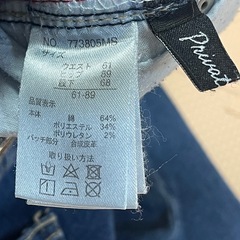 NO. 773805MS
サイズ
ウエスト 61
ヒップ 89
股下 68
61-89
品質表示
本体
綿 64%
ポリエステル 34%
ポリウレタン 2%
パッチ部分 合成皮革
取り扱い方法
Privat